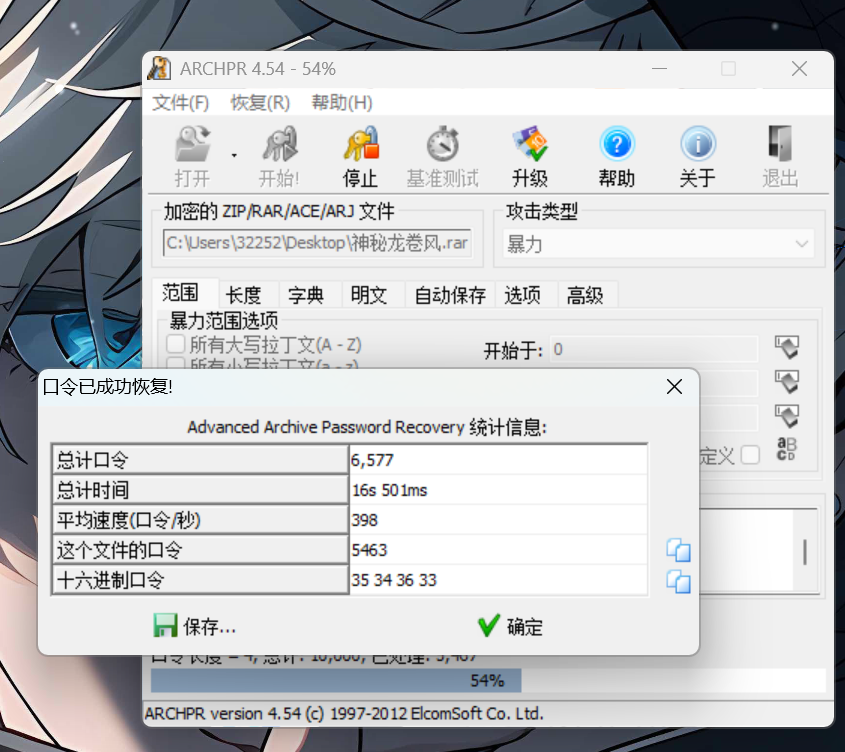 ARCHPR 4.54 - 54%
文件(F) 恢复(R) 帮助(H)
打开 开始! 停止 基准测试 升级 帮助 关于 退出
加密的 ZIP/RAR/ACE/ARJ 文件 攻击类型
C:\Users\32252\Desktop\神秘龙卷风.rar 暴力
范围 长度 字典 明文 自动保存 选项 高级
暴力范围选项
所有大写拉丁文(A - Z) 开始于: 0
所有小写拉丁文(a - z)
口令已成功恢复!
Advanced Archive Password Recovery 统计信息:
总计口令 6,577
定义
总计时间 16s 501ms
平均速度(口令/秒) 398
这个文件的口令 5463
十六进制口令 35 34 36 33
保存... 确定
口令长度 = 4, 总计: 10,000, 已处理: 5,467
54%
ARCHPR version 4.54 (c) 1997-2012 ElcomSoft Co. Ltd.